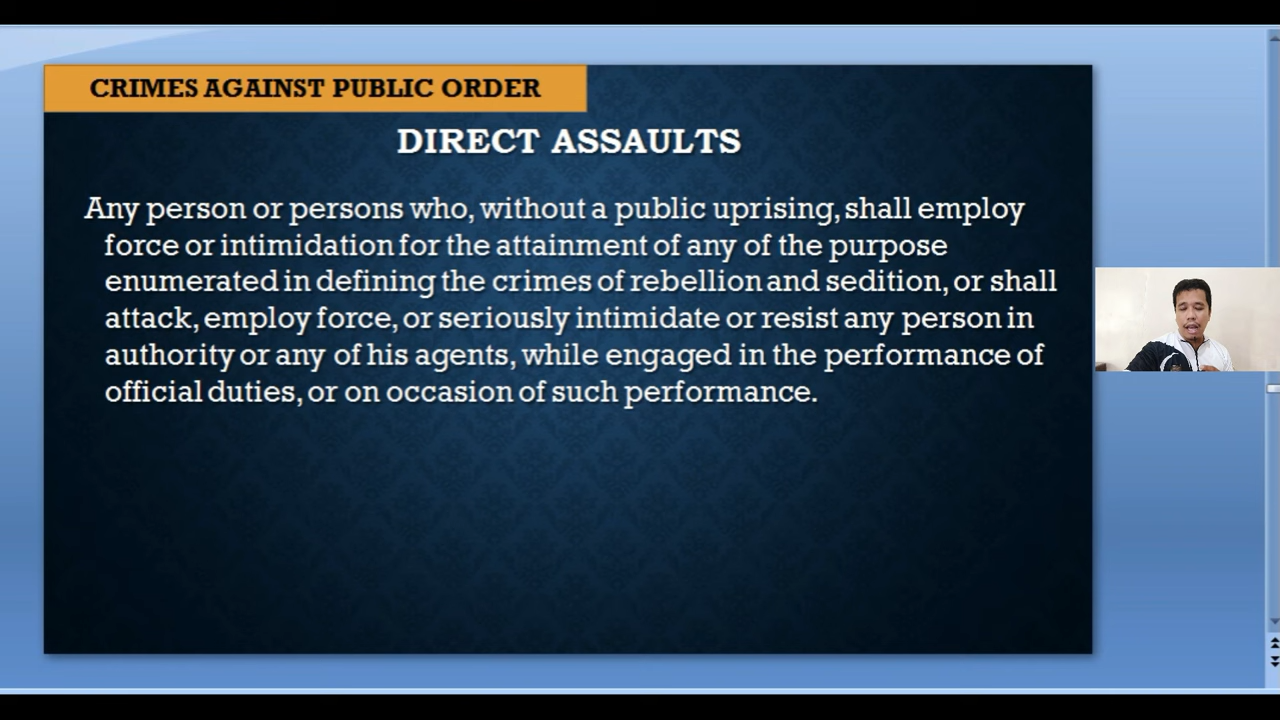 CRIMES AGAINST PUBLIC ORDER
DIRECT ASSAULTS
Any person or persons who, without a public uprising, shall employ
force or intimidation for the attainment of any of the purpose
enumerated in defining the crimes of rebellion and sedition, or shall
attack, employ force, or seriously intimidate or resist any person in
authority or any of his agents, while engaged in the performance of
official duties, or on occasion of such performance.